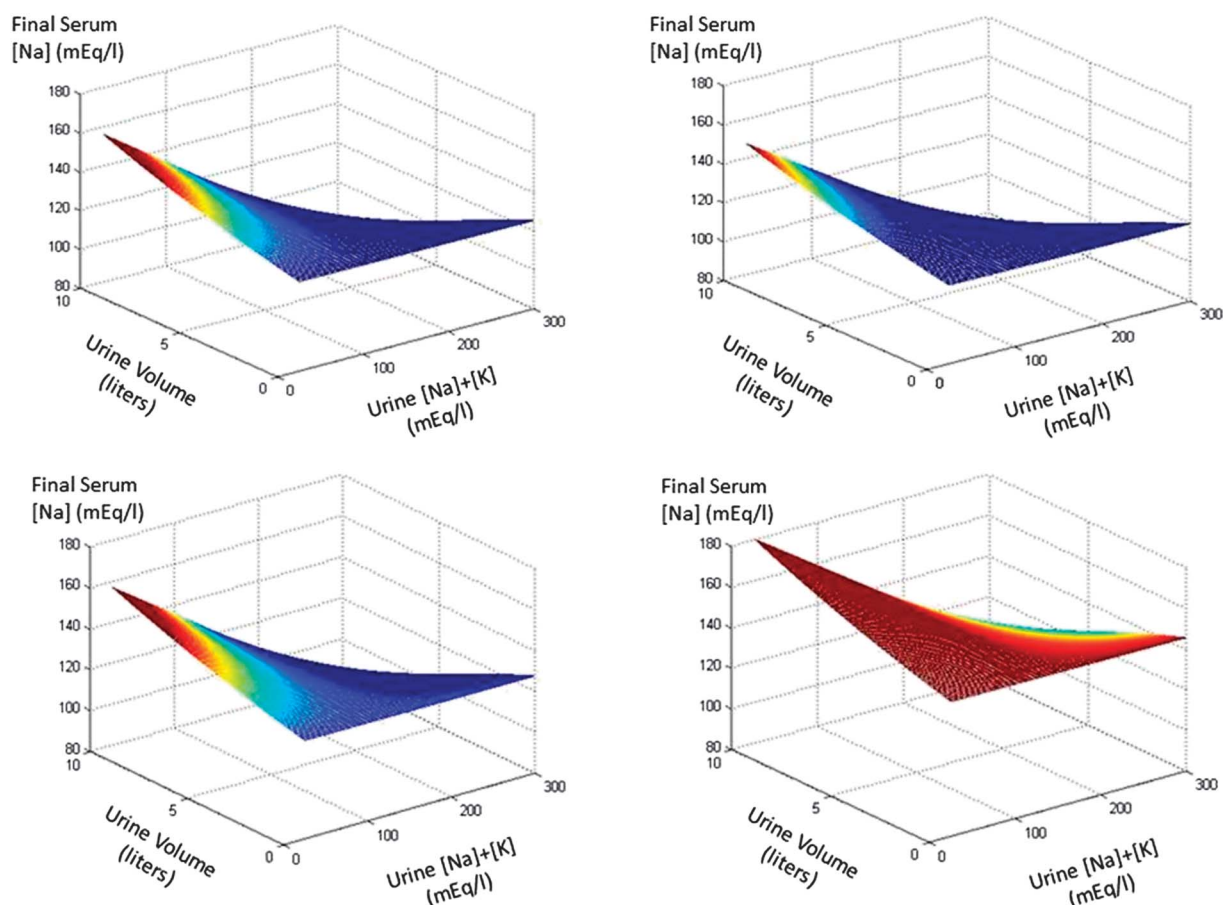 Final Serum
[Na] (mEq/l)
180
160
140
120
100
80
10
5
0
Urine Volume
(liters)
0
100
200
300
Urine [Na]+[K]
(mEq/l)
Final Serum
[Na] (mEq/l)
180
160
140
120
100
80
10
5
0
Urine Volume
(liters)
0
100
200
300
Urine [Na]+[K]
(mEq/l)
Final Serum
[Na] (mEq/l)
180
160
140
120
100
80
10
5
0
Urine Volume
(liters)
0
100
200
300
Urine [Na]+[K]
(mEq/l)
Final Serum
[Na] (mEq/l)
180
160
140
120
100
80
10
5
0
Urine Volume
(liters)
0
100
200
300
Urine [Na]+[K]
(mEq/l)